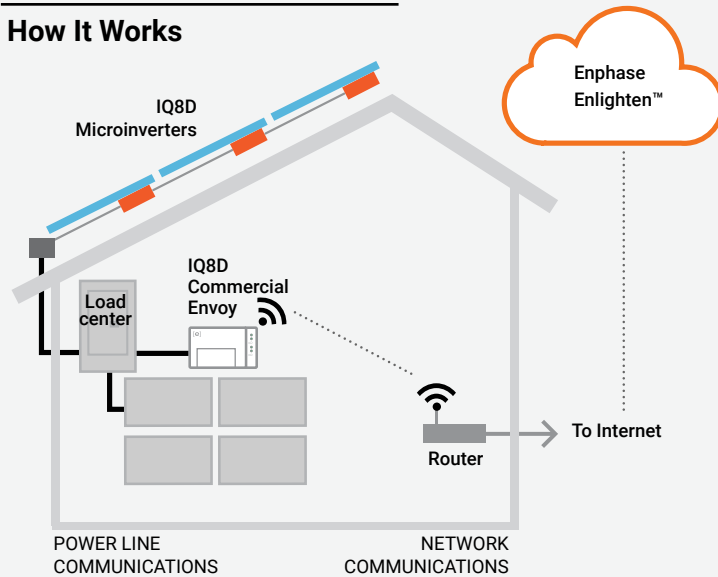 How It Works
IQ8D
Microinverters
Enphase
Enlighten™
IQ8D
Commercial
Envoy
Load
center
Router
To Internet
POWER LINE
COMMUNICATIONS
NETWORK
COMMUNICATIONS